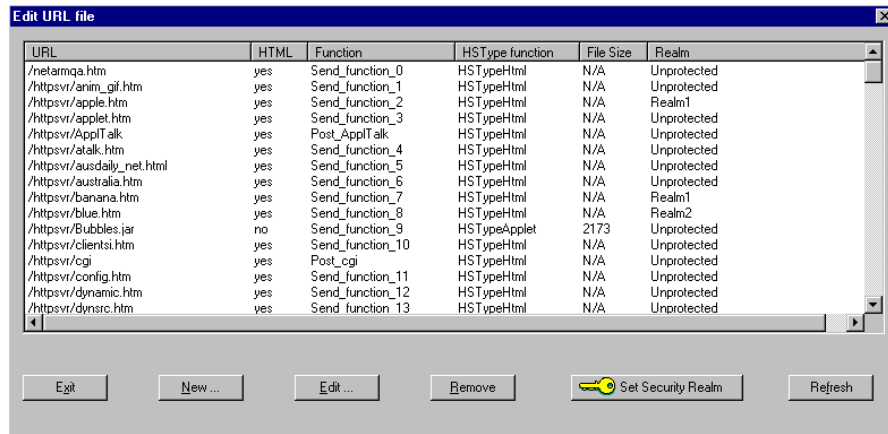 Edit URL file
URL HTML Function HSType function File Size Realm
/netarmqa.htm yes Send_function_0 HSTypeHtml N/A Unprotected
/httpsvr/anim_gif.htm yes Send_function_1 HSTypeHtml N/A Unprotected
/httpsvr/apple.htm yes Send_function_2 HSTypeHtml N/A Realm1
/httpsvr/applet.htm yes Send_function_3 HSTypeHtml N/A Unprotected
/httpsvr/ApplTalk yes Post_ApplTalk HSTypeHtml N/A Unprotected
/httpsvr/atalk.htm yes Send_function_4 HSTypeHtml N/A Unprotected
/httpsvr/ausdaily_net.html yes Send_function_5 HSTypeHtml N/A Unprotected
/httpsvr/australia.htm yes Send_function_6 HSTypeHtml N/A Unprotected
/httpsvr/banana.htm yes Send_function_7 HSTypeHtml N/A Realm1
/httpsvr/blue.htm yes Send_function_8 HSTypeHtml N/A Realm2
/httpsvr/Bubbles.jar no Send_function_9 HSTypeApplet 2173 Unprotected
/httpsvr/clientsi.htm yes Send_function_10 HSTypeHtml N/A Unprotected
/httpsvr/cgi yes Post_cgi HSTypeHtml N/A Unprotected
/httpsvr/config.htm yes Send_function_11 HSTypeHtml N/A Unprotected
/httpsvr/dynamic.htm yes Send_function_12 HSTypeHtml N/A Unprotected
/httpsvr/dynsrc.htm yes Send_function_13 HSTypeHtml N/A Unprotected
Exit New ... Edit ... Remove Set Security Realm Refresh